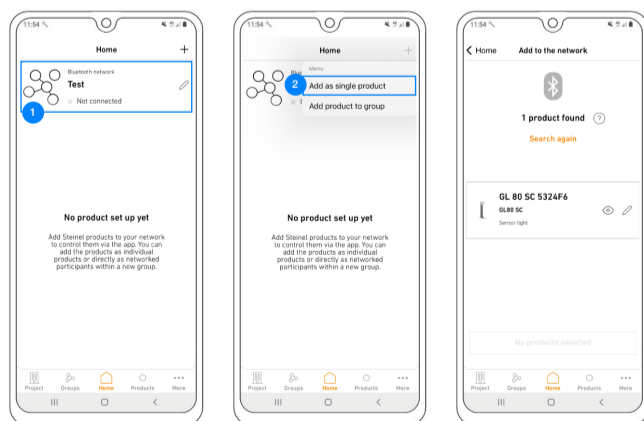 11:54
Home
+
Bluetooth network
Test
Not connected
1
No product set up yet
Add Steinel products to your network
to control them via the app. You can
add the products as individual
products or directly as networked
participants within a new group.
Project Groups Home Products More
11:54
Home
+
Menu
2
Add as single product
Add product to group
No product set up yet
Add Steinel products to your network
to control them via the app. You can
add the products as individual
products or directly as networked
participants within a new group.
Project Groups Home Products More
11:54
Home Add to the network
1 product found ?
Search again
GL 80 SC 5324F6
GL80 SC
Sensor light
No products selected
Project Groups Home Products More